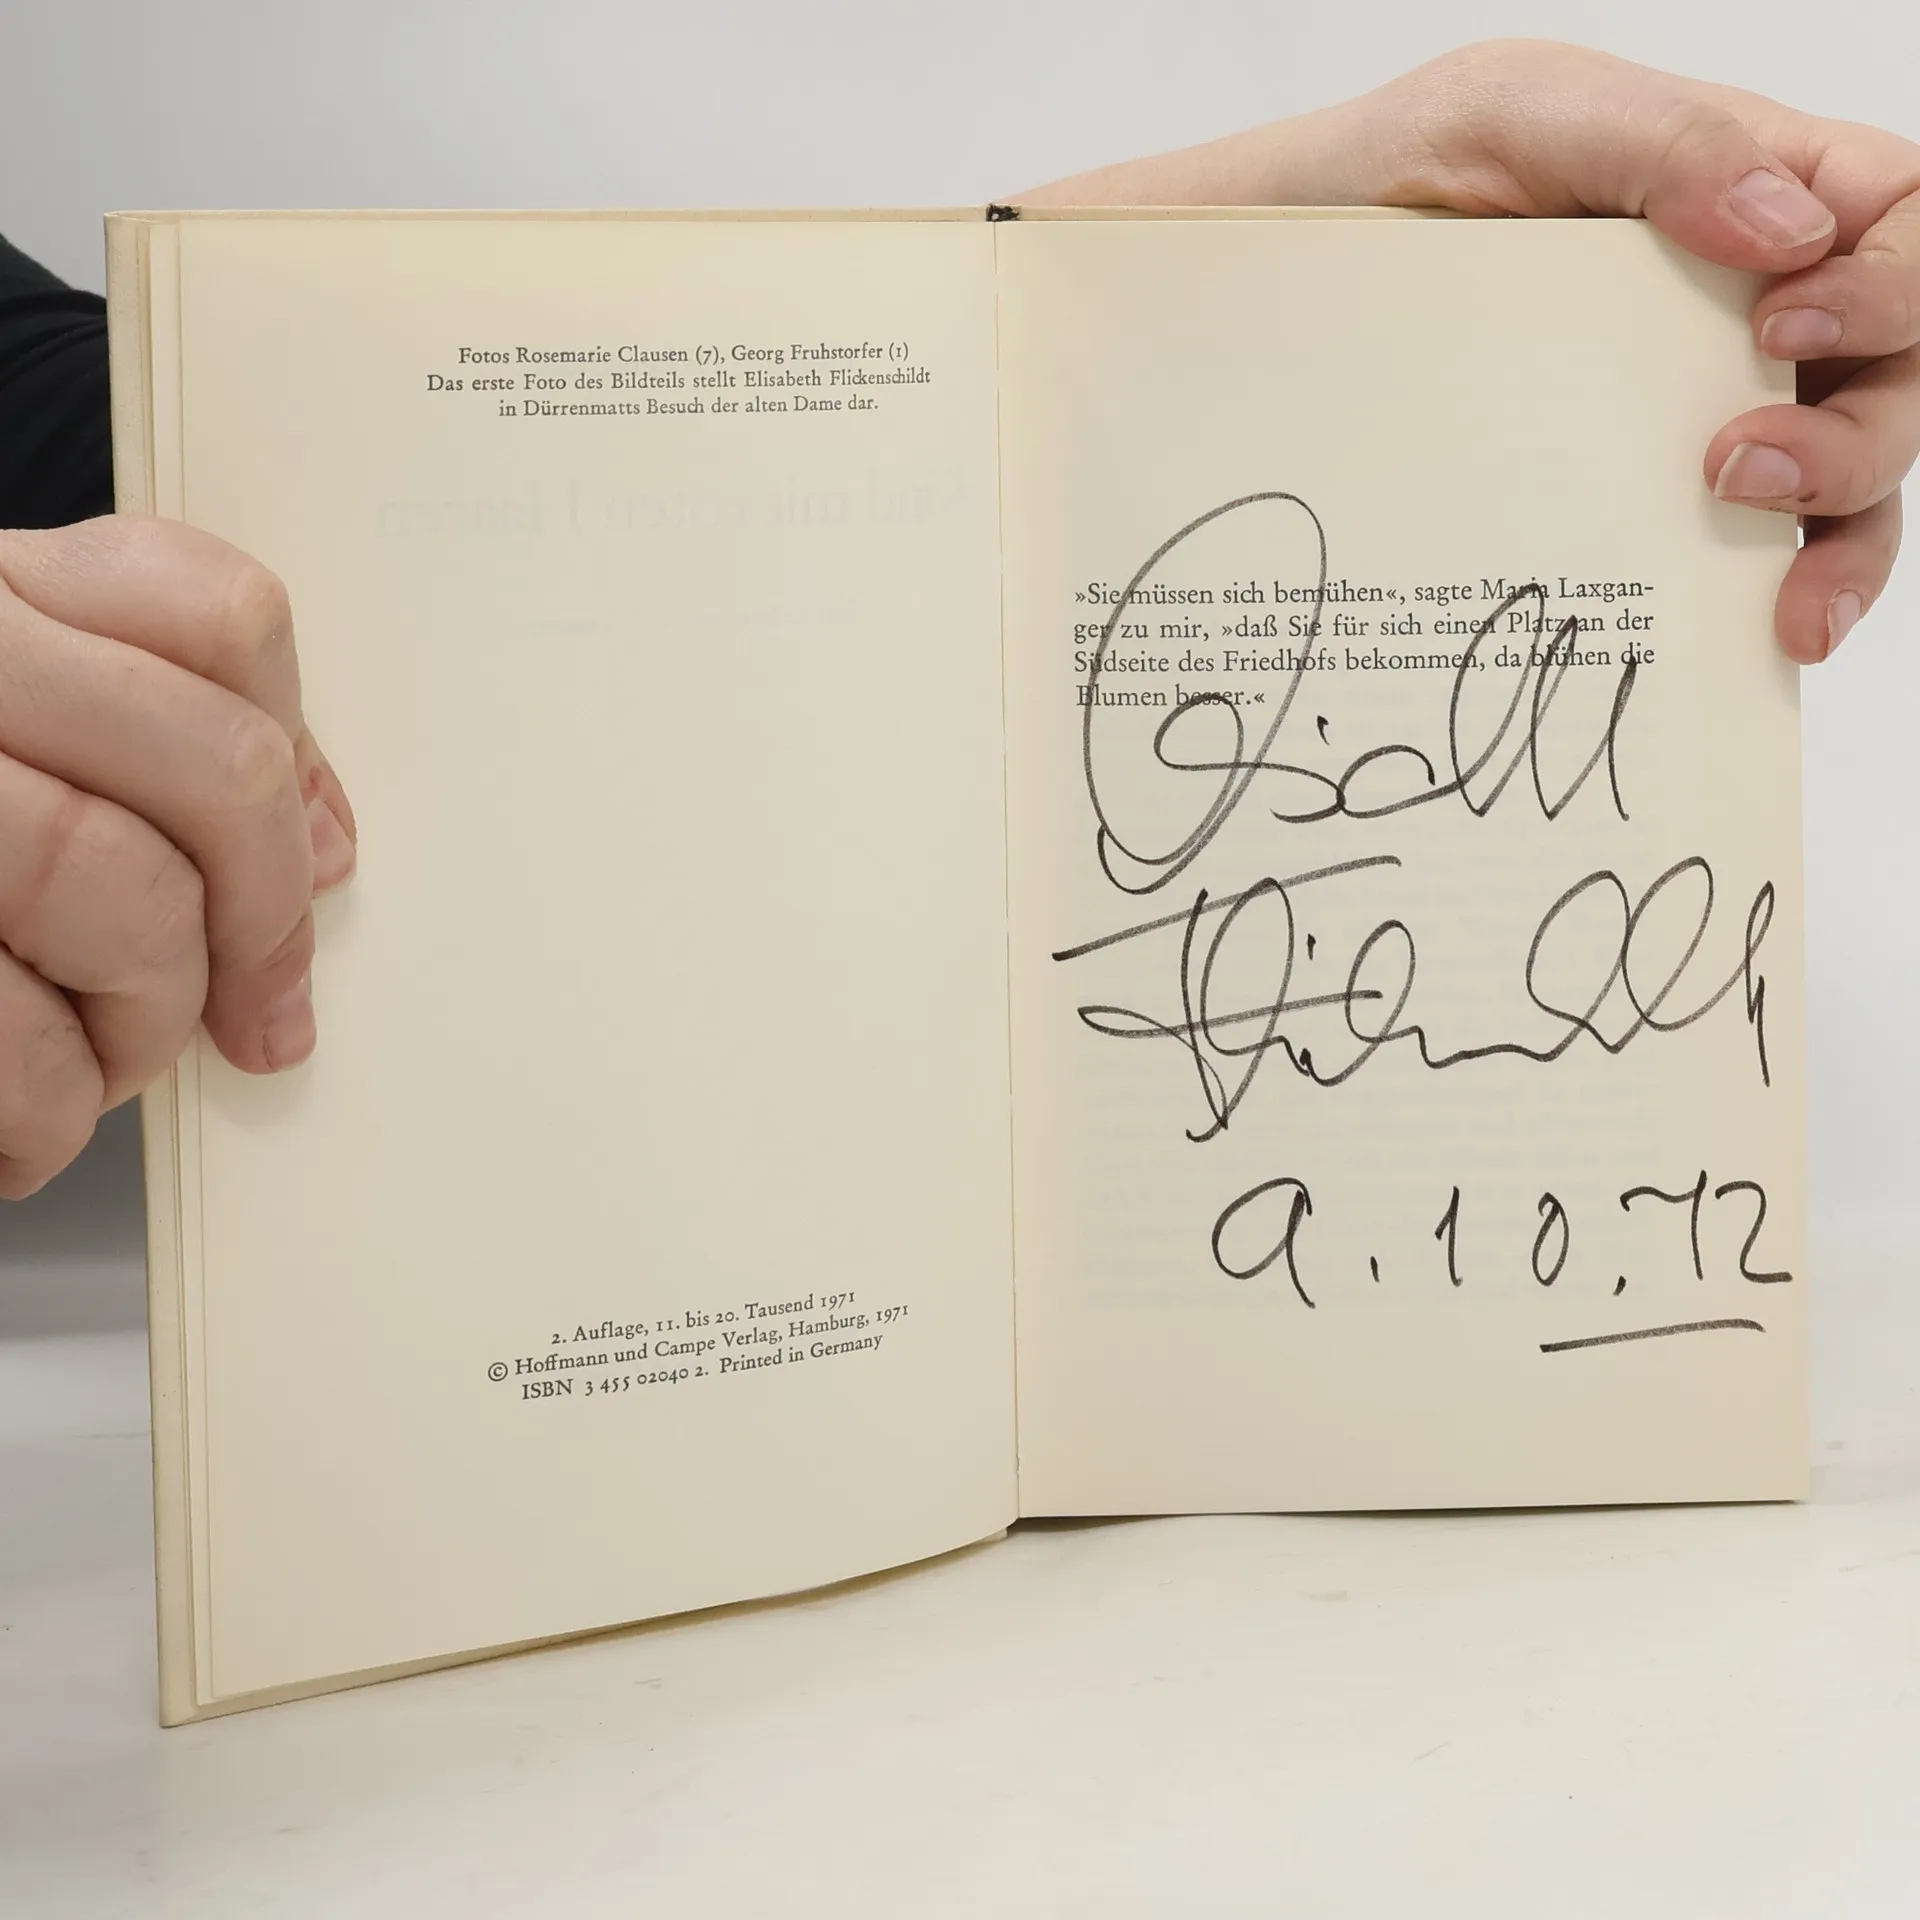 Fotos Rosemarie Clausen (7), Georg Fruhstorfer (1)
Das erste Foto des Bildteils stellt Elisabeth Flickenschildt
in Dürrenmatts Besuch der alten Dame dar.
2. Auflage, 11. bis 20. Tausend 1971
© Hoffmann und Campe Verlag, Hamburg, 1971
ISBN 3 455 02040 2. Printed in Germany
»Sie müssen sich bemühen«, sagte Maria Laxgan-
ger zu mir, »daß Sie für sich einen Platz an der
Südseite des Friedhofs bekommen, da blühen die
Blumen besser.«
9.10.72